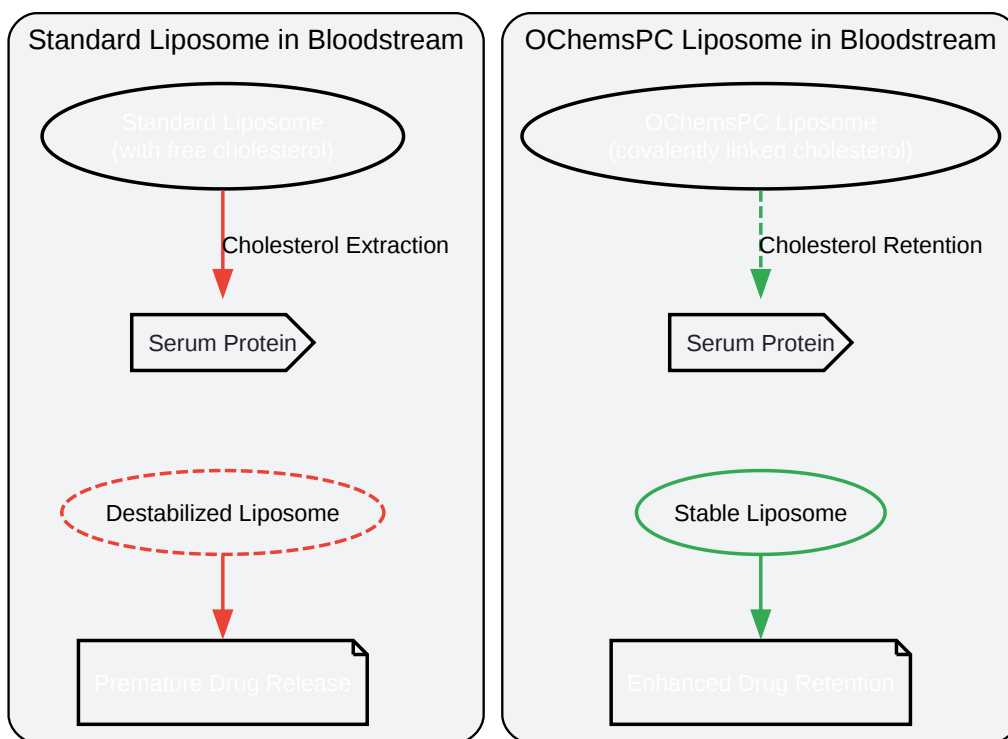 Standard Liposome in Bloodstream
Standard Liposome
(with free cholesterol)
Cholesterol Extraction
Serum Protein
Destabilized Liposome
Premature Drug Release
OChemsPC Liposome in Bloodstream
OChemsPC Liposome
(covalently linked cholesterol)
Cholesterol Retention
Serum Protein
Stable Liposome
Enhanced Drug Retention